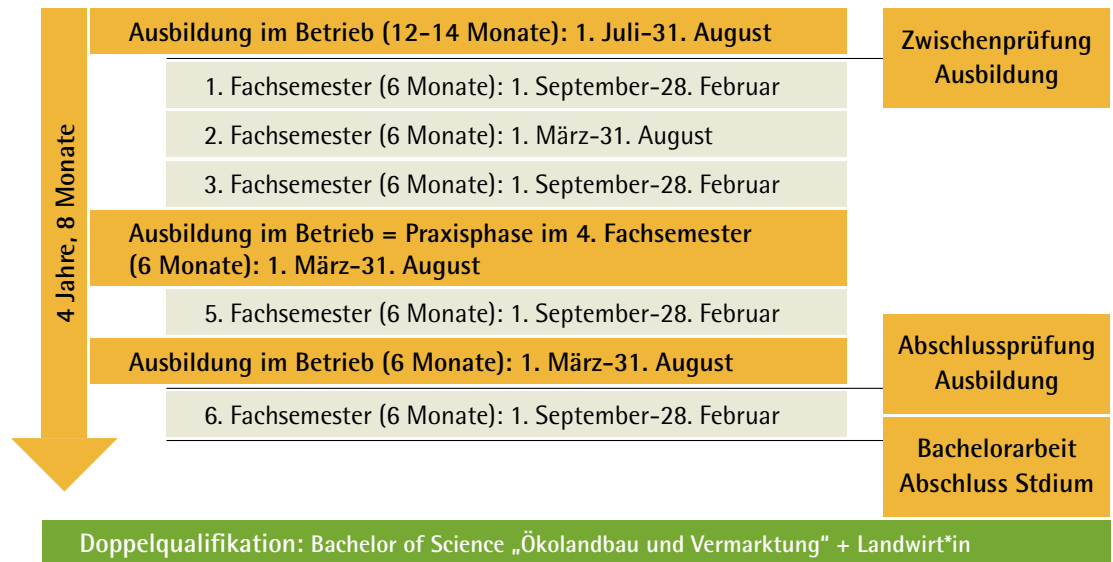 Ausbildung im Betrieb (12-14 Monate): 1. Juli-31. August
Zwischenprüfung
Ausbildung
1. Fachsemester (6 Monate): 1. September-28. Februar
2. Fachsemester (6 Monate): 1. März-31. August
3. Fachsemester (6 Monate): 1. September-28. Februar
4 Jahre, 8 Monate
Ausbildung im Betrieb = Praxisphase im 4. Fachsemester
(6 Monate): 1. März-31. August
5. Fachsemester (6 Monate): 1. September-28. Februar
Ausbildung im Betrieb (6 Monate): 1. März-31. August
Abschlussprüfung
Ausbildung
6. Fachsemester (6 Monate): 1. September-28. Februar
Bachelorarbeit
Abschluss Stdium
Doppelqualifikation: Bachelor of Science „Ökolandbau und Vermarktung“ + Landwirt*in